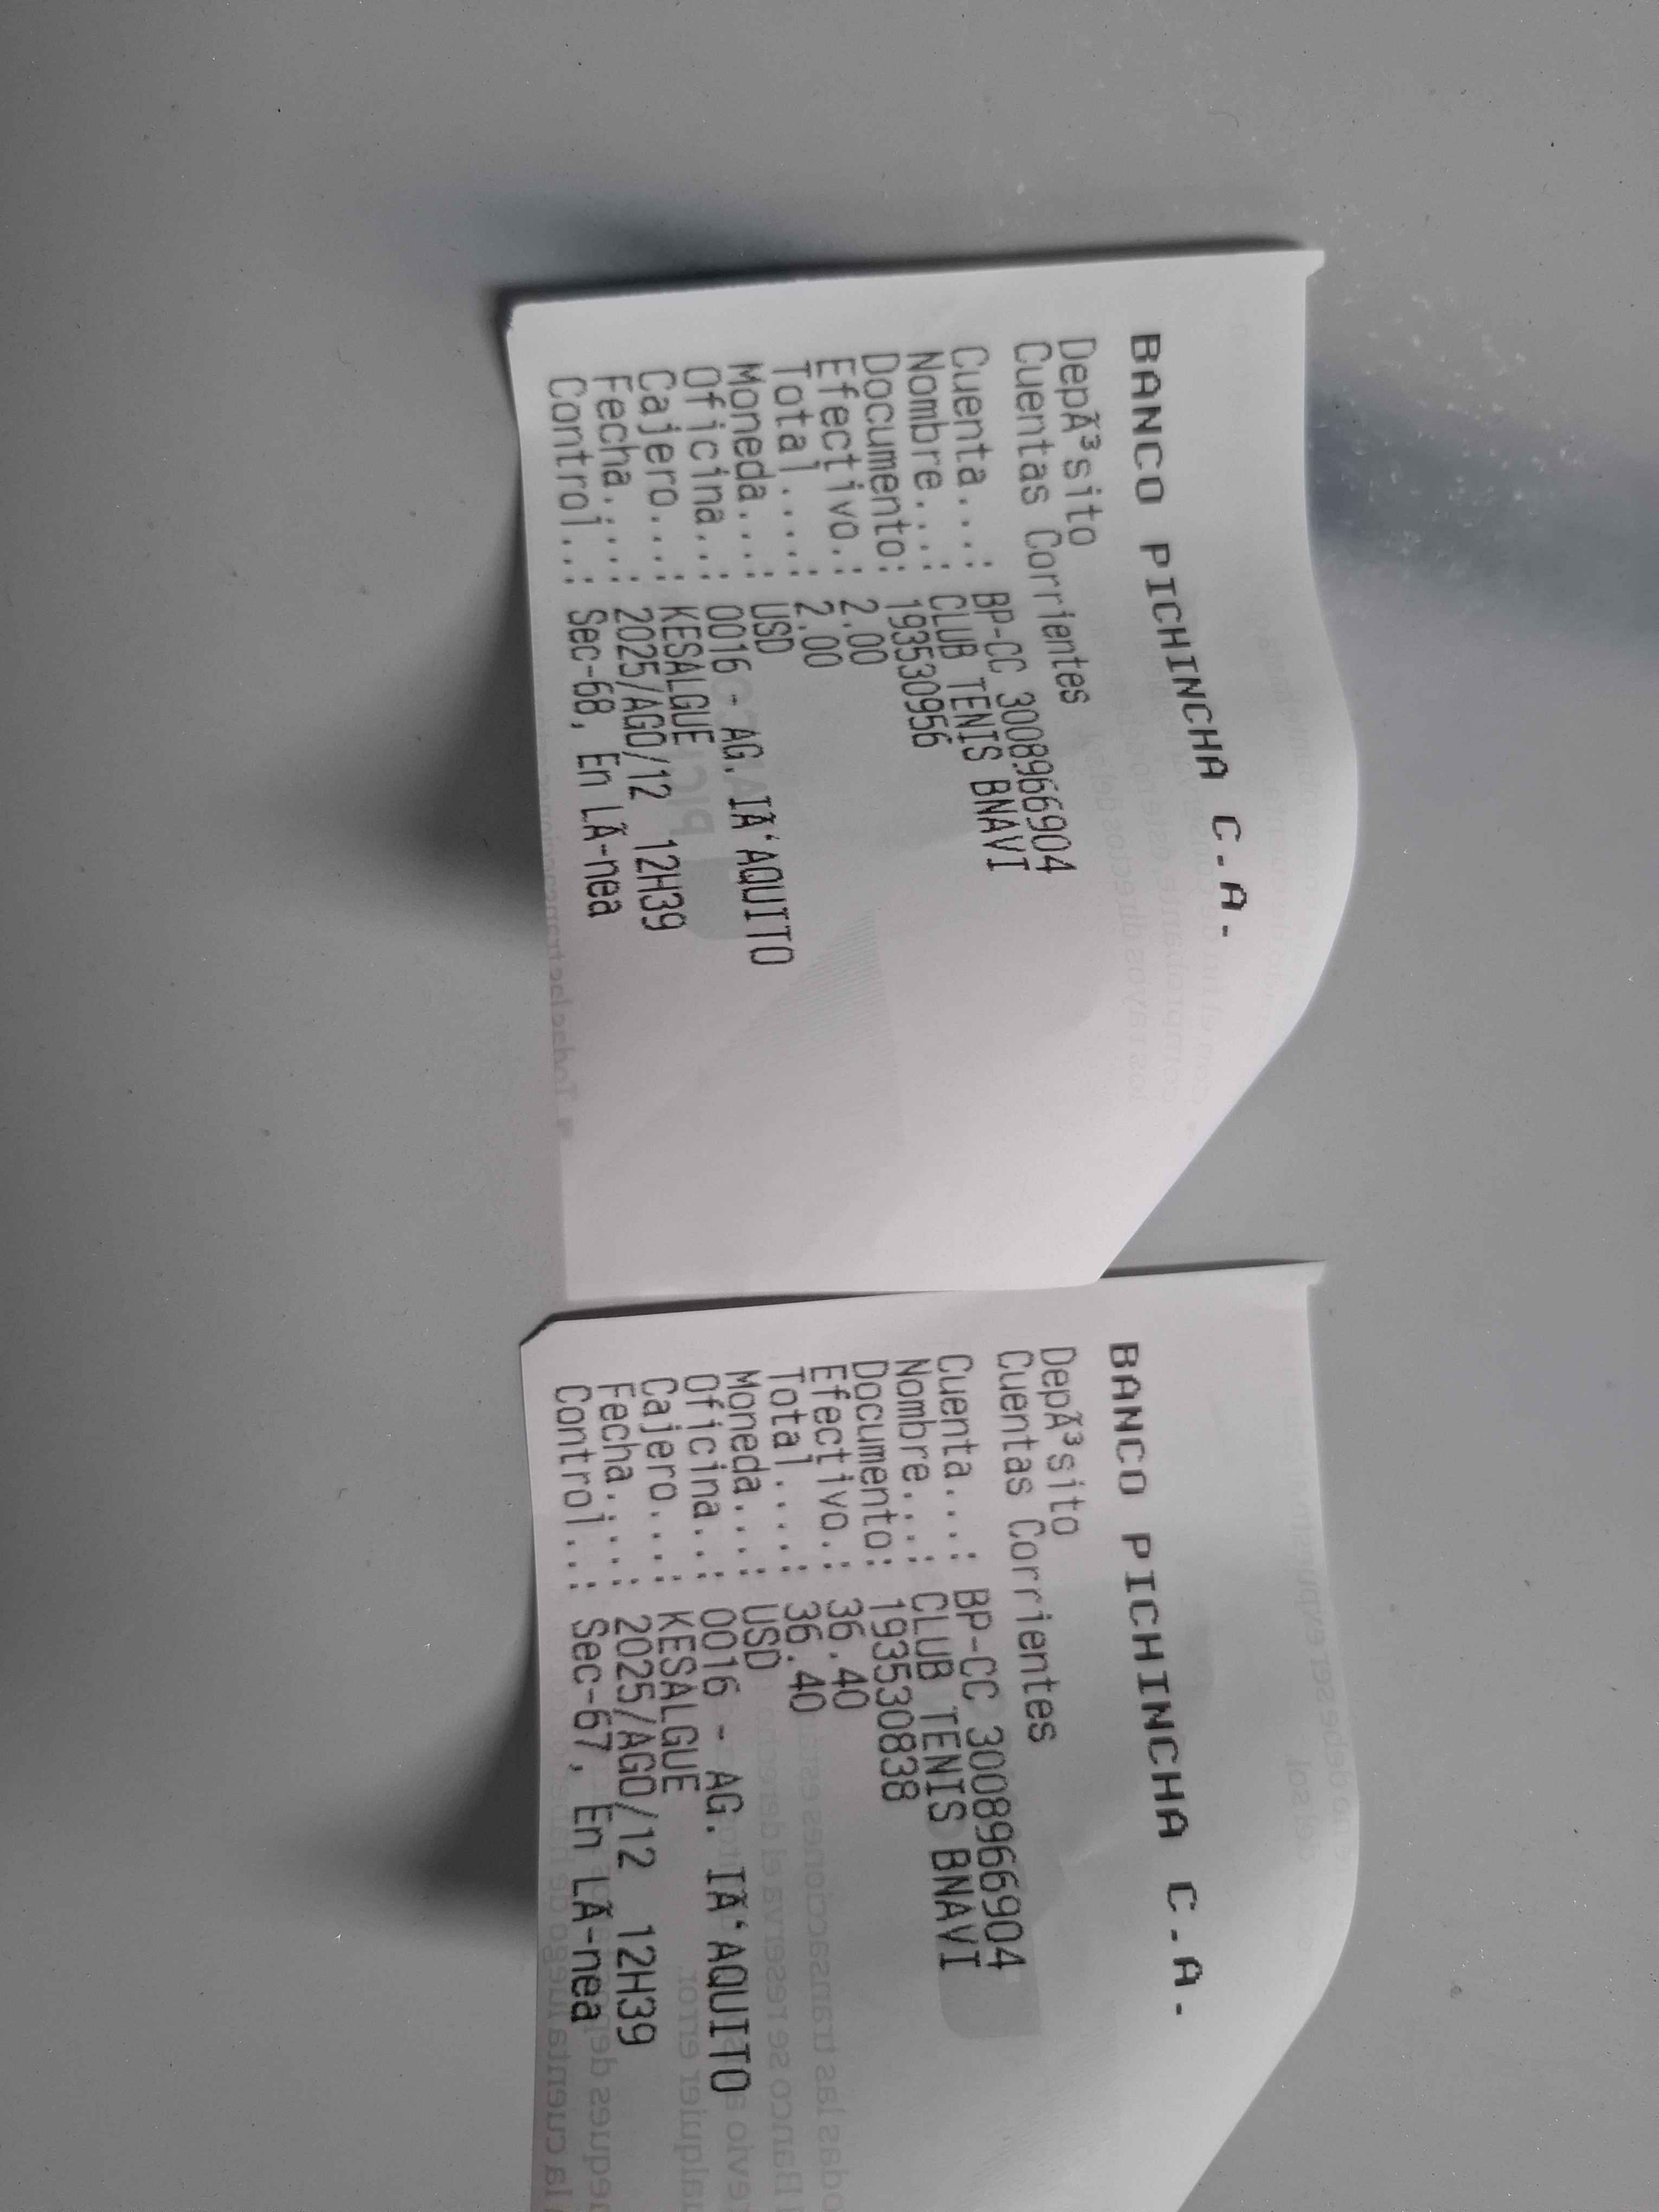 BANCO PICHINCHA C.A.
DepÃ³sito
Cuentas Corrientes
Cuenta...: BP-CC 3008966904
Nombre...: CLUB TENIS BNAVI
Documento: 193530956
Efectivo.: 2.00
Total....: 2.00
Moneda...: USD
Oficina..: 0016 - AG. IÃ‘AQUITO
Cajero...: KESALGUE
Fecha....: 2025/AGO/12 12H39
Control..: Sec-68, En LÃ-nea
BANCO PICHINCHA C.A.
DepÃ³sito
Cuentas Corrientes
Cuenta...: BP-CC 3008966904
Nombre...: CLUB TENIS BNAVI
Documento: 193530838
Efectivo.: 36.40
Total....: 36.40
Moneda...: USD
Oficina..: 0016 - AG. IÃ‘AQUITO
Cajero...: KESALGUE
Fecha....: 2025/AGO/12 12H39
Control..: Sec-67, En LÃ-nea